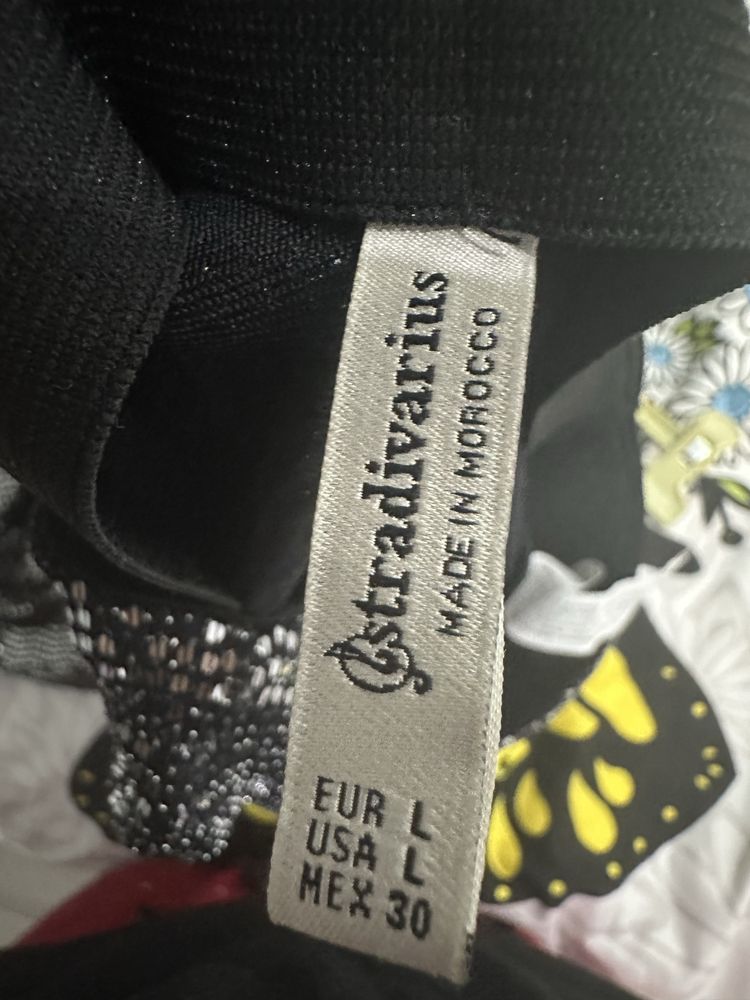 stradivarius
MADE IN MOROCCO
EUR L
USA L
MEX 30